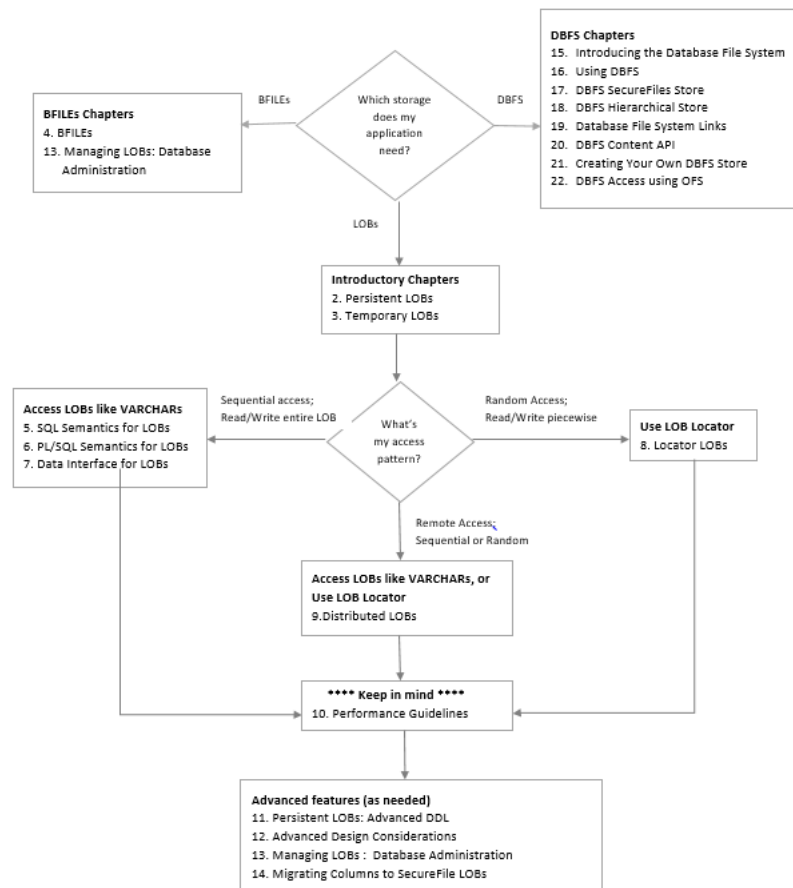 Which storage
does my
application
need?
BFILEs
DBFS
BFILEs Chapters
4. BFILEs
13. Managing LOBs: Database
Administration
DBFS Chapters
15. Introducing the Database File System
16. Using DBFS
17. DBFS SecureFiles Store
18. DBFS Hierarchical Store
19. Database File System Links
20. DBFS Content API
21. Creating Your Own DBFS Store
22. DBFS Access using OFS
LOBs
Introductory Chapters
2. Persistent LOBs
3. Temporary LOBs
What's
my access
pattern?
Sequential access;
Read/Write entire LOB
Random Access;
Read/Write piecewise
Access LOBs like VARCHARs
5. SQL Semantics for LOBs
6. PL/SQL Semantics for LOBs
7. Data Interface for LOBs
Use LOB Locator
8. Locator LOBs
Remote Access;
Sequential or Random
Access LOBs like VARCHARs, or
Use LOB Locator
9.Distributed LOBs
**** Keep in mind ****
10. Performance Guidelines
Advanced features (as needed)
11. Persistent LOBs: Advanced DDL
12. Advanced Design Considerations
13. Managing LOBs : Database Administration
14. Migrating Columns to SecureFile LOBs